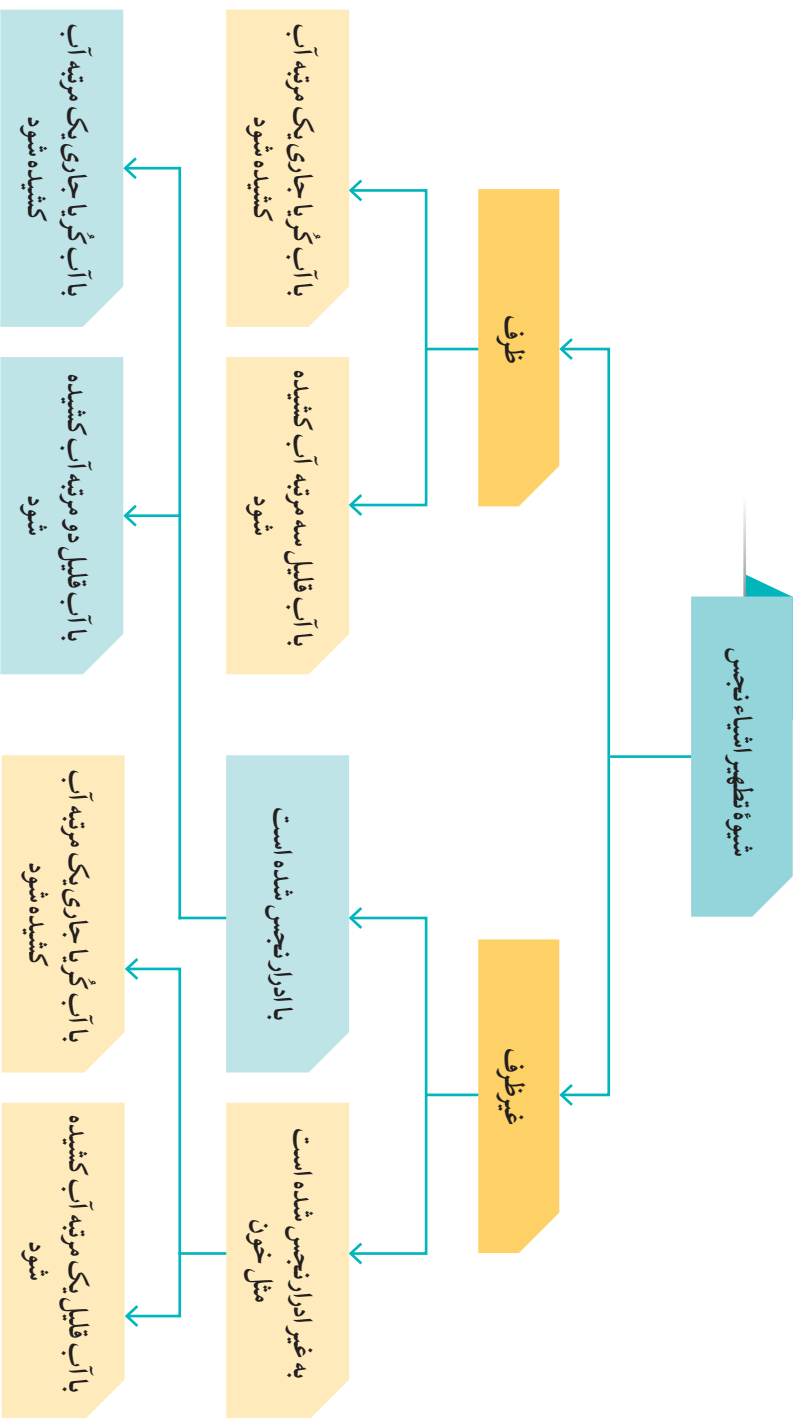 شیوهٔ تطهیر اشیاء نجس
ظرف
غیرظرف
با آب کُر یا جاری یک مرتبه آب
کشیده شود
با آب قلیل سه مرتبه آب کشیده
شود
با ادرار نجس شده است
به غیر ادرار نجس شده است
مثل خون
با آب کُر یا جاری یک مرتبه آب
کشیده شود
با آب قلیل دو مرتبه آب کشیده
شود
با آب کُر یا جاری یک مرتبه آب
کشیده شود
با آب قلیل یک مرتبه آب کشیده
شود